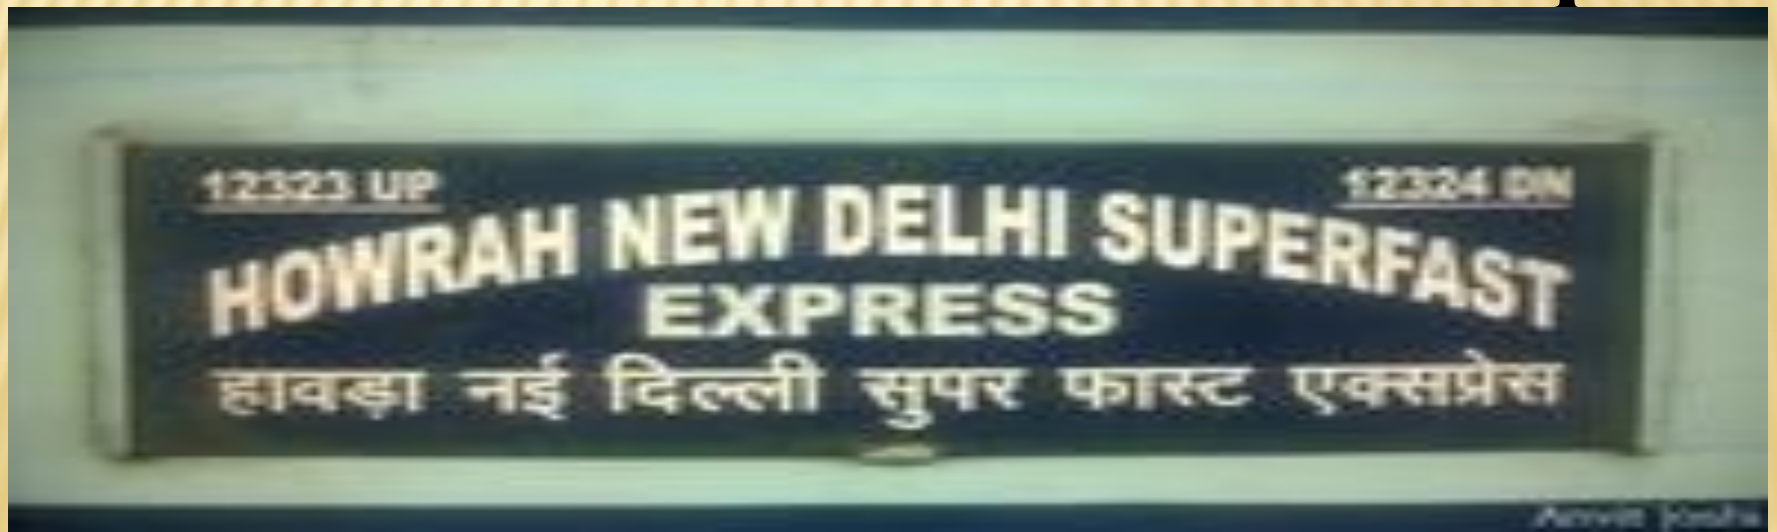 12323 UP 12324 DN
HOWRAH NEW DELHI SUPERFAST
EXPRESS
हावड़ा नई दिल्ली सुपर फास्ट एक्सप्रेस